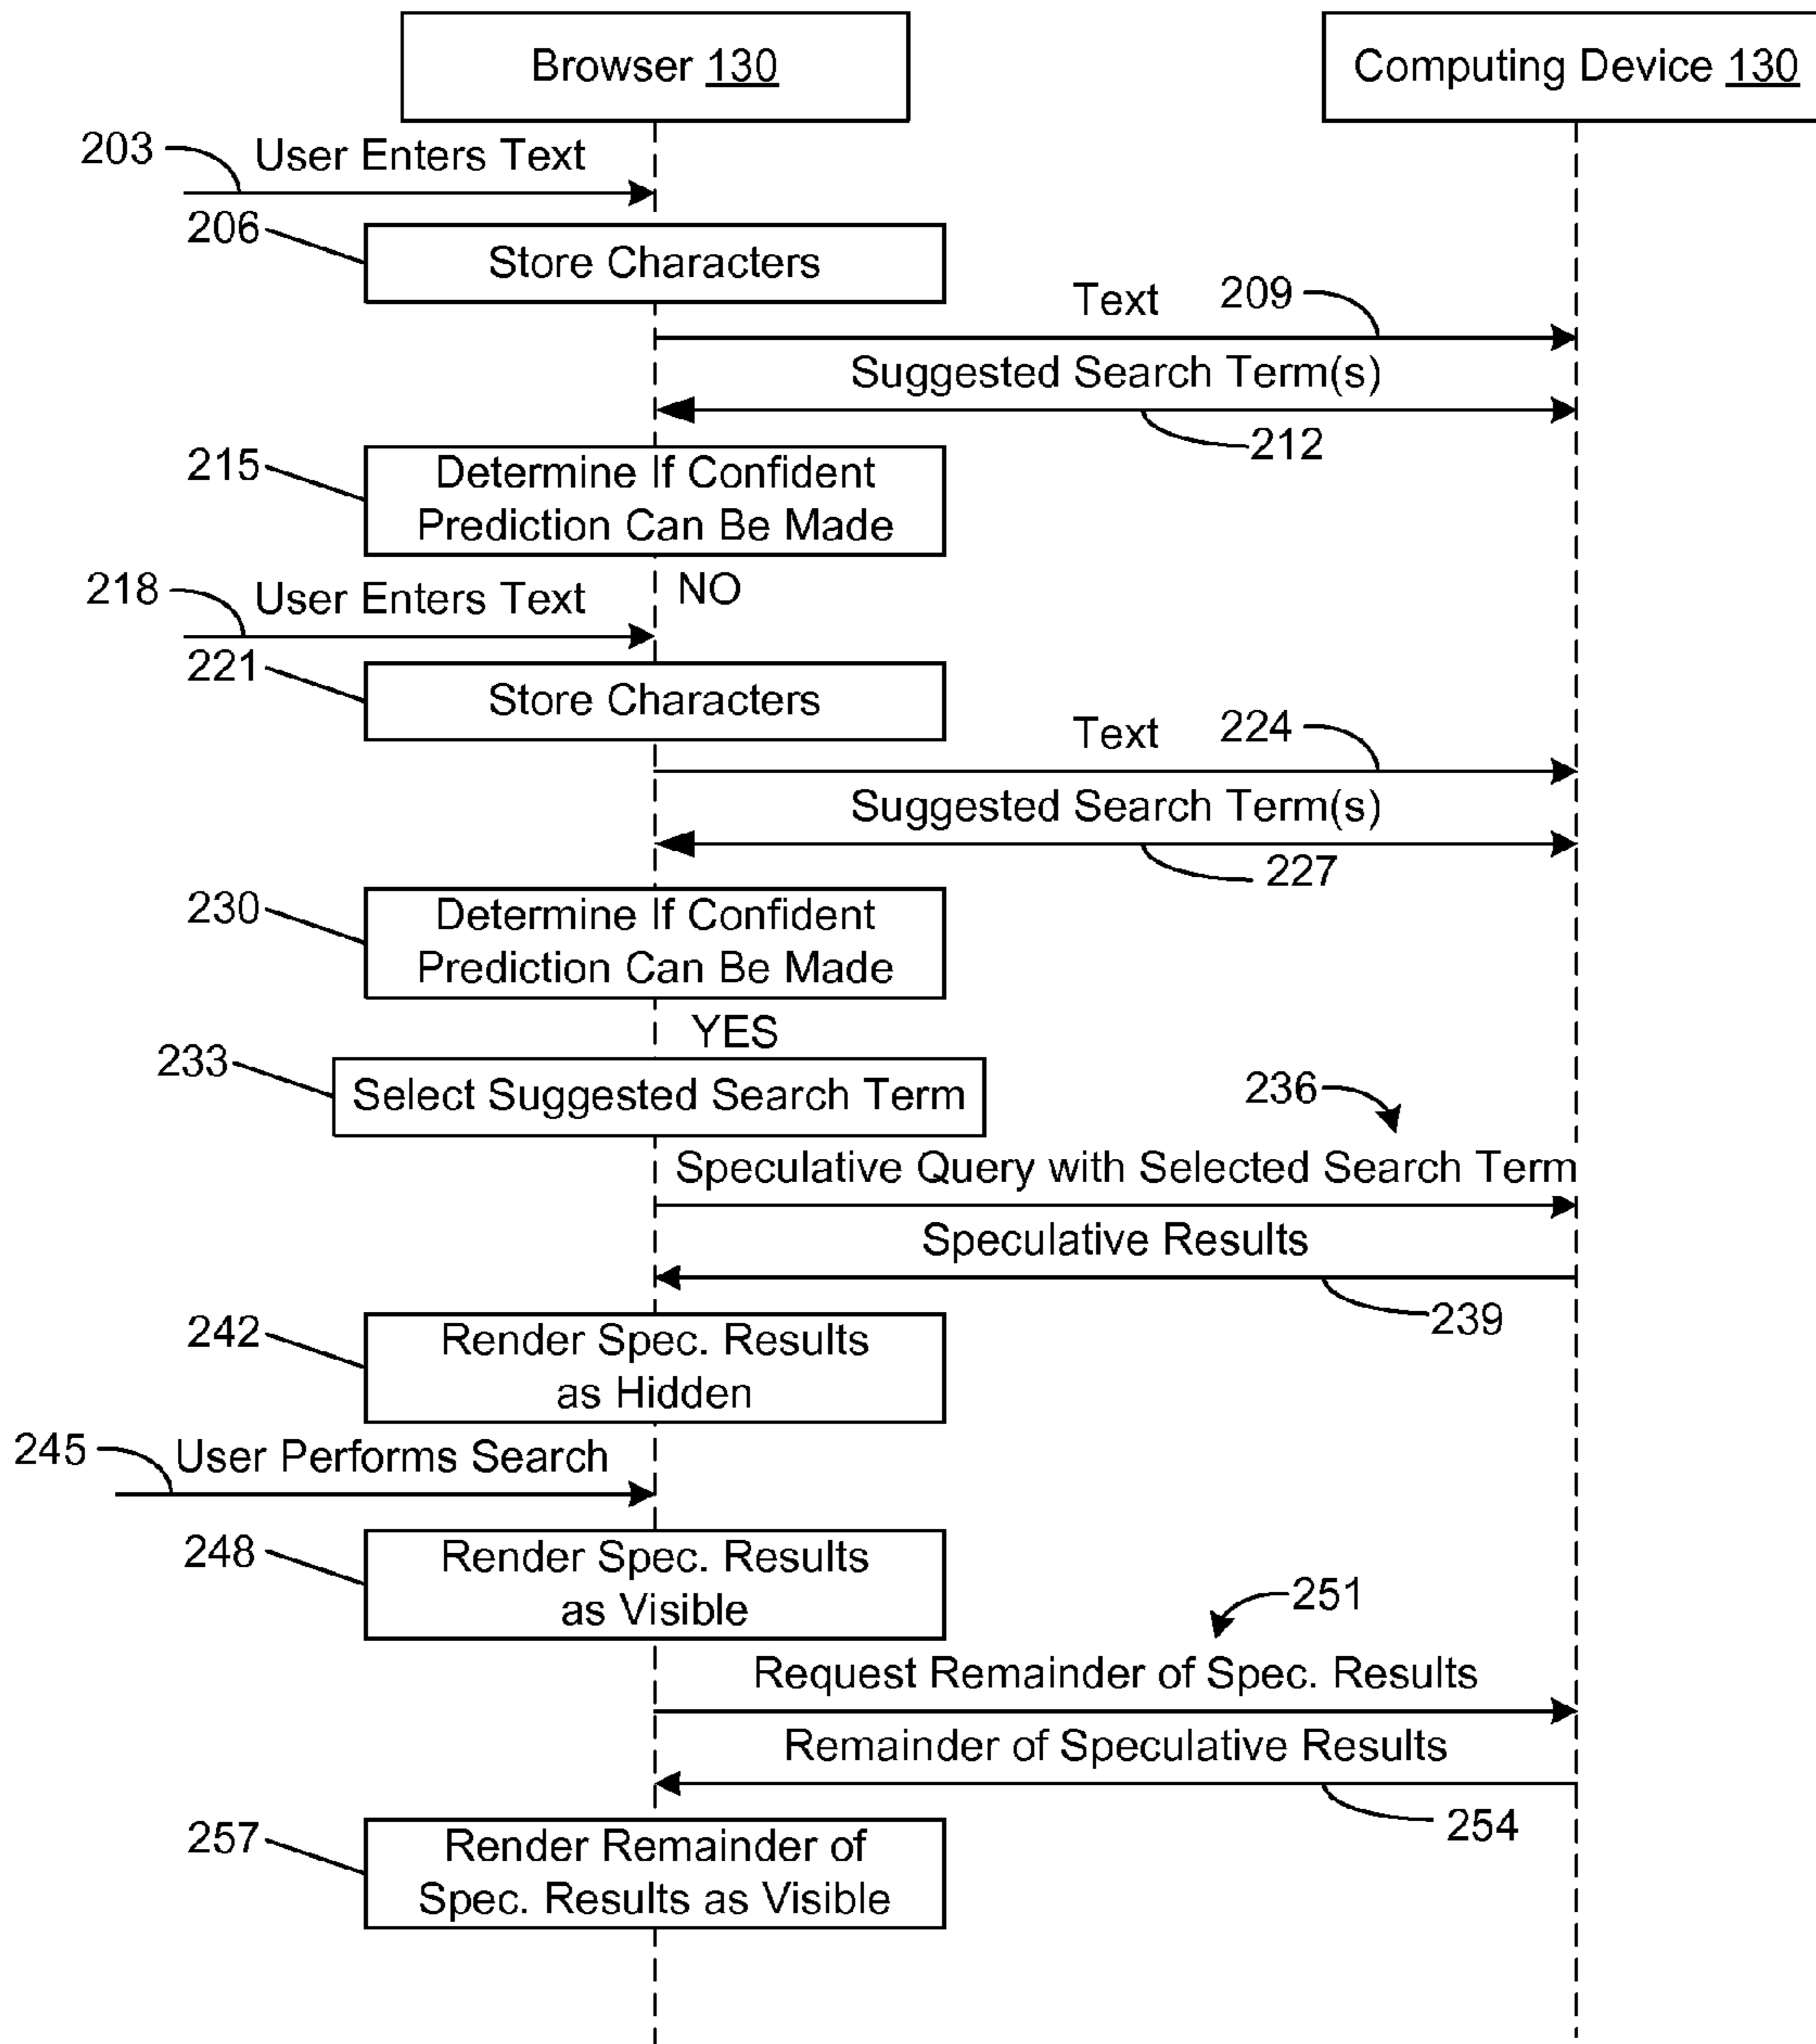 Browser 130
Computing Device 130
203
User Enters Text
206
Store Characters
Text
209
Suggested Search Term(s)
212
215
Determine If Confident
Prediction Can Be Made
NO
218
User Enters Text
221
Store Characters
Text
224
Suggested Search Term(s)
227
230
Determine If Confident
Prediction Can Be Made
YES
233
Select Suggested Search Term
236
Speculative Query with Selected Search Term
Speculative Results
239
242
Render Spec. Results
as Hidden
245
User Performs Search
248
Render Spec. Results
as Visible
251
Request Remainder of Spec. Results
Remainder of Speculative Results
254
257
Render Remainder of
Spec. Results as Visible